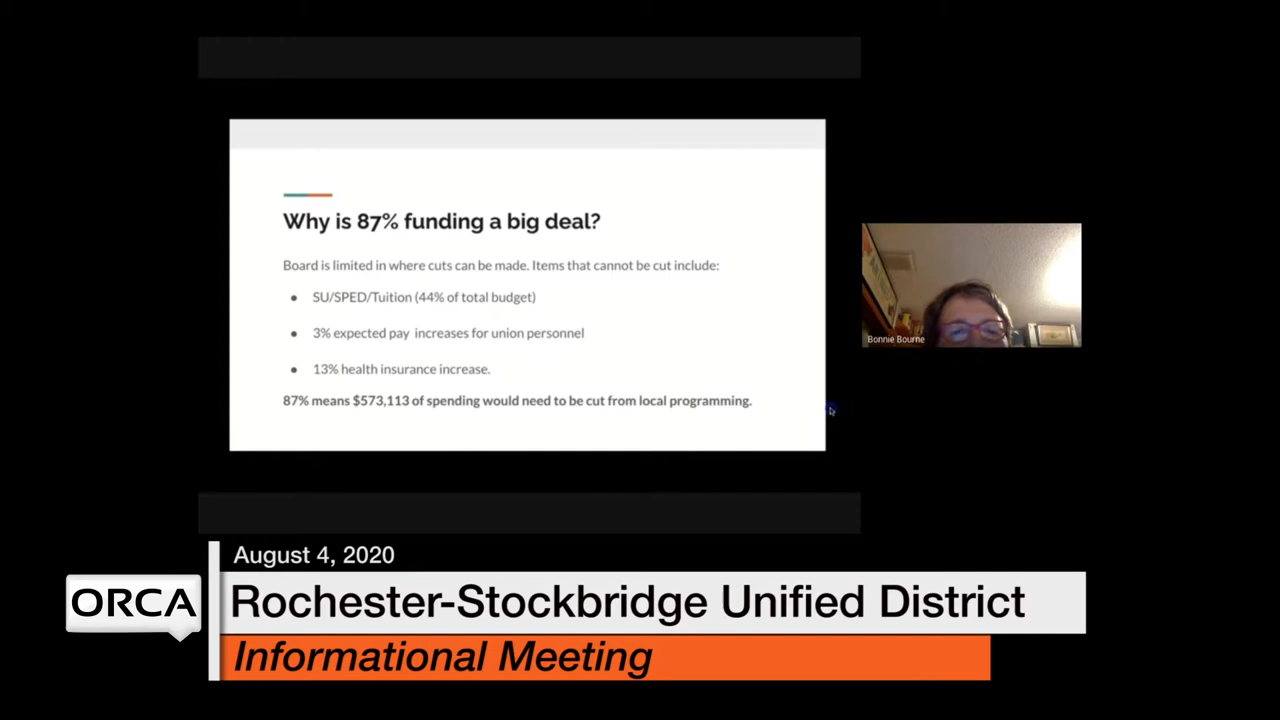 Why is 87% funding a big deal?
Board is limited in where cuts can be made. Items that cannot be cut include:
● SU/SPED/Tuition (44% of total budget)
● 3% expected pay increases for union personnel
● 13% health insurance increase.
87% means $573,113 of spending would need to be cut from local programming.
Bonnie Bourne
August 4, 2020
ORCA
Rochester-Stockbridge Unified District
Informational Meeting